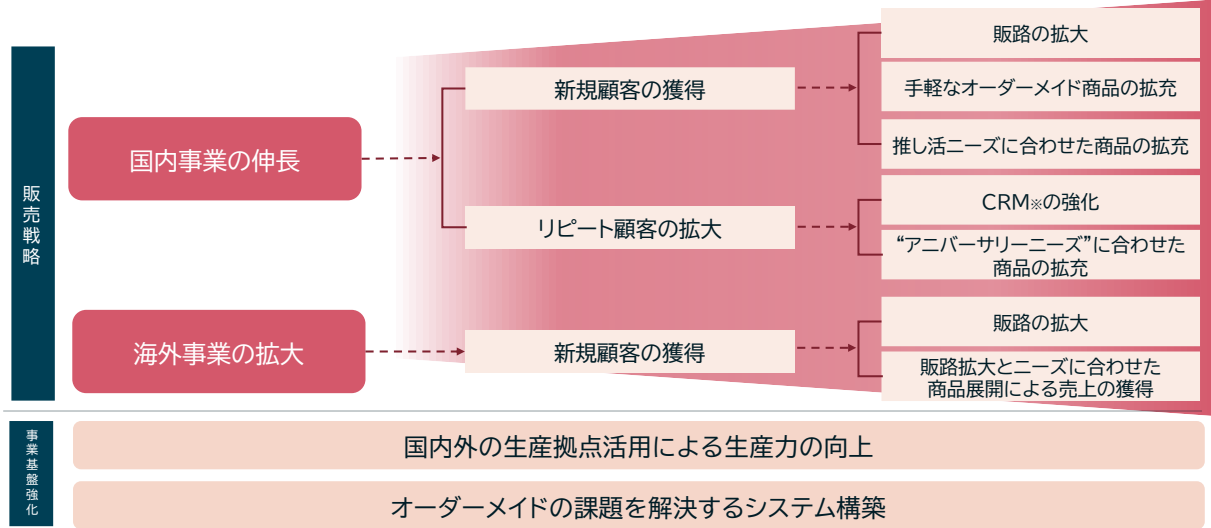 販売戦略
国内事業の伸長
新規顧客の獲得
販路の拡大
手軽なオーダーメイド商品の拡充
推し活ニーズに合わせた商品の拡充
リピート顧客の拡大
CRM※の強化
“アニバーサリーニーズ”に合わせた
商品の拡充
海外事業の拡大
新規顧客の獲得
販路の拡大
販路拡大とニーズに合わせた
商品展開による売上の獲得
事業基盤強化
国内外の生産拠点活用による生産力の向上
オーダーメイドの課題を解決するシステム構築